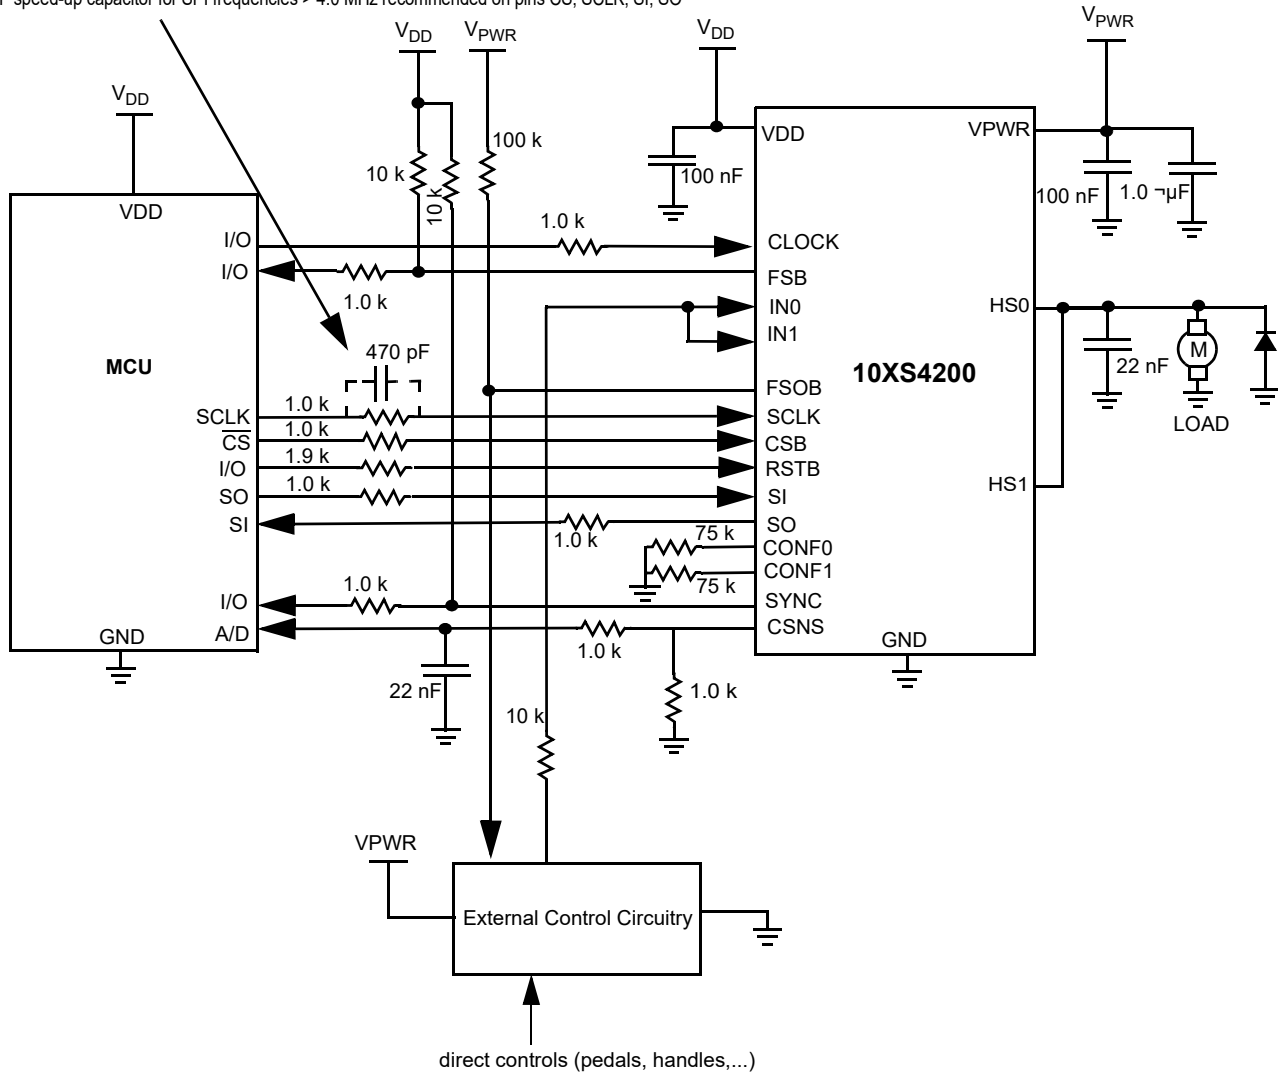 speed-up capacitor for SPI frequencies > 4.0 MHz recommended on pins CS, SCLK, SI, SO
VDD
VPWR
VDD
VPWR
VDD
10 k
10 k
100 k
VDD
100 nF
VPWR
100 nF
1.0 ¬µF
VDD
I/O
1.0 k
CLOCK
I/O
1.0 k
FSB
IN0
IN1
HS0
MCU
470 pF
10XS4200
22 nF
M
LOAD
FSOB
SCLK
1.0 k
SCLK
CS
1.0 k
CSB
I/O
1.9 k
RSTB
SO
1.0 k
SI
HS1
SI
1.0 k
SO
75 k
CONF0
75 k
CONF1
I/O
1.0 k
SYNC
A/D
1.0 k
CSNS
GND
GND
22 nF
1.0 k
10 k
VPWR
External Control Circuitry
direct controls (pedals, handles,...)